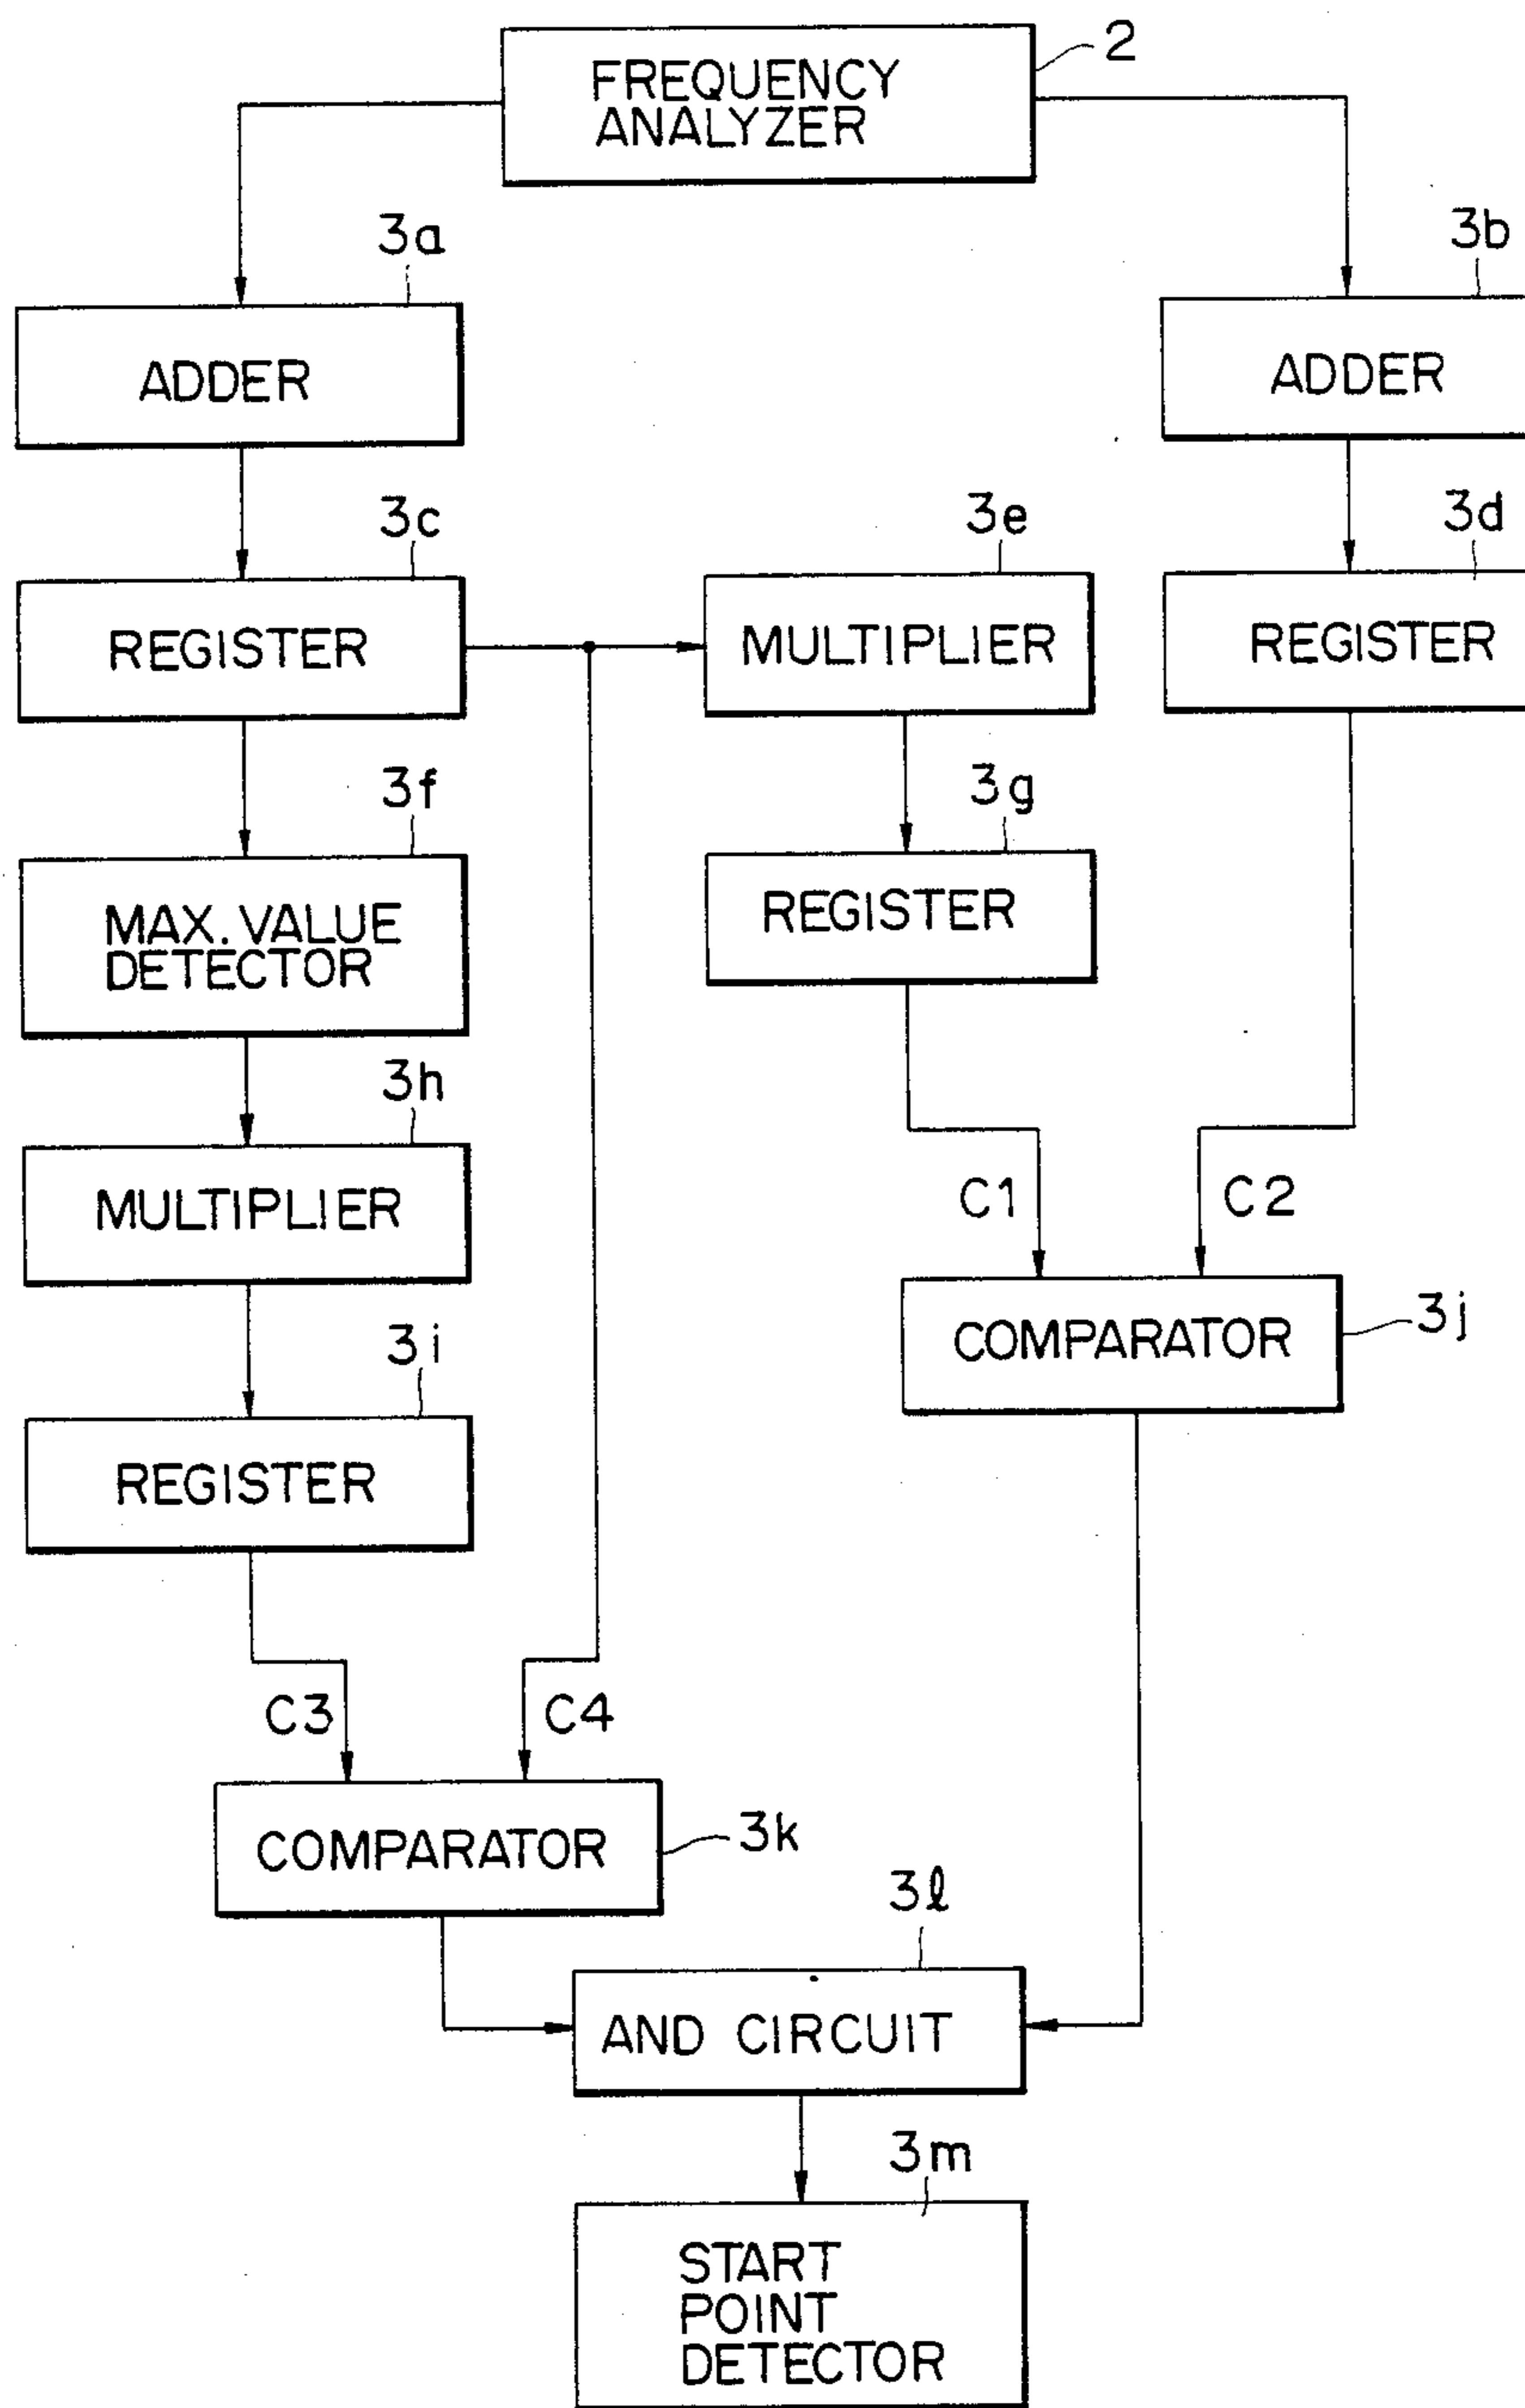 2
FREQUENCY
ANALYZER
3a
3b
ADDER
ADDER
3c
3e
3d
REGISTER
MULTIPLIER
REGISTER
3f
3g
MAX. VALUE
DETECTOR
REGISTER
3h
MULTIPLIER
C1
C2
3i
COMPARATOR
3j
REGISTER
C3
C4
COMPARATOR
3k
3ℓ
AND CIRCUIT
3m
START
POINT
DETECTOR